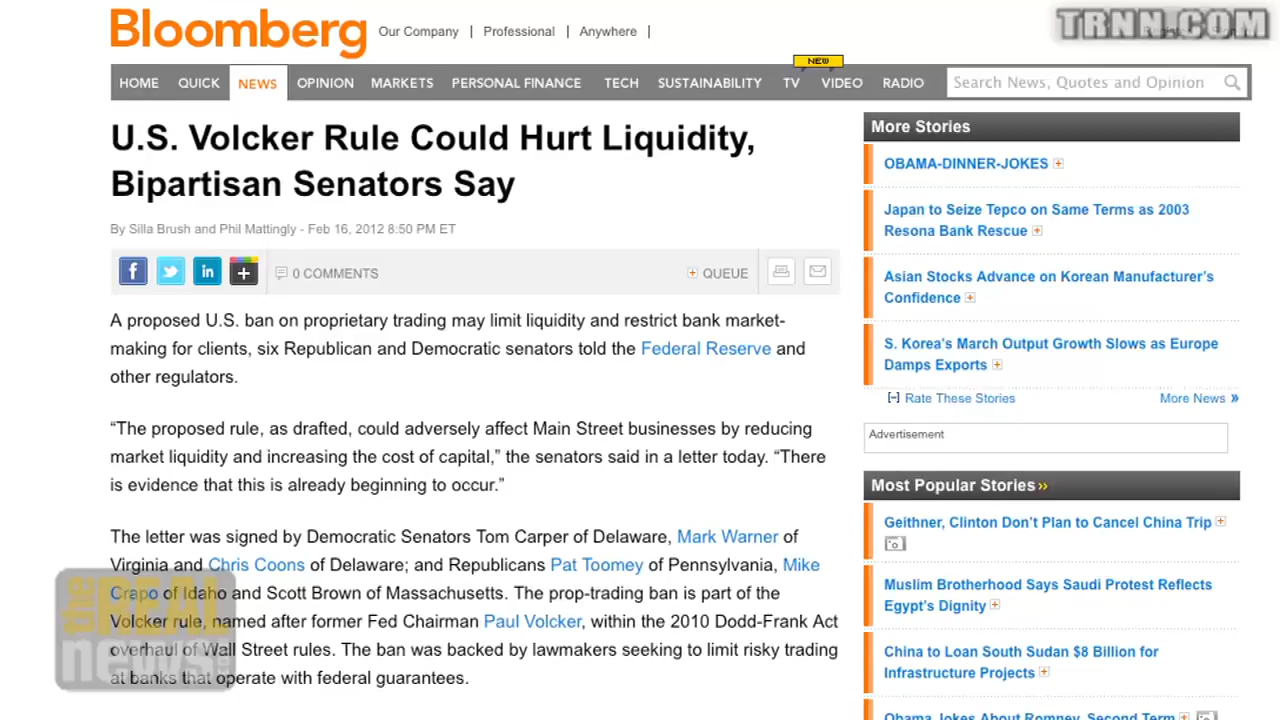 Bloomberg
Our Company | Professional | Anywhere |
TRNN.COM
NEW
HOME QUICK NEWS OPINION MARKETS PERSONAL FINANCE TECH SUSTAINABILITY TV VIDEO RADIO
Search News, Quotes and Opinion
U.S. Volcker Rule Could Hurt Liquidity,
Bipartisan Senators Say
By Silla Brush and Phil Mattingly - Feb 16, 2012 8:50 PM ET
0 COMMENTS
QUEUE
A proposed U.S. ban on proprietary trading may limit liquidity and restrict bank market-
making for clients, six Republican and Democratic senators told the Federal Reserve and
other regulators.
“The proposed rule, as drafted, could adversely affect Main Street businesses by reducing
market liquidity and increasing the cost of capital,” the senators said in a letter today. “There
is evidence that this is already beginning to occur.”
The letter was signed by Democratic Senators Tom Carper of Delaware, Mark Warner of
Virginia and Chris Coons of Delaware; and Republicans Pat Toomey of Pennsylvania, Mike
Crapo of Idaho and Scott Brown of Massachusetts. The prop-trading ban is part of the
Volcker rule, named after former Fed Chairman Paul Volcker, within the 2010 Dodd-Frank Act
overhaul of Wall Street rules. The ban was backed by lawmakers seeking to limit risky trading
at banks that operate with federal guarantees.
the
REAL
news.com
More Stories
OBAMA-DINNER-JOKES
Japan to Seize Tepco on Same Terms as 2003
Resona Bank Rescue
Asian Stocks Advance on Korean Manufacturer’s
Confidence
S. Korea’s March Output Growth Slows as Europe
Damps Exports
[-] Rate These Stories
More News »
Advertisement
Most Popular Stories ››
Geithner, Clinton Don’t Plan to Cancel China Trip
Muslim Brotherhood Says Saudi Protest Reflects
Egypt’s Dignity
China to Loan South Sudan $8 Billion for
Infrastructure Projects
Obama Jokes About Romney, Second Term